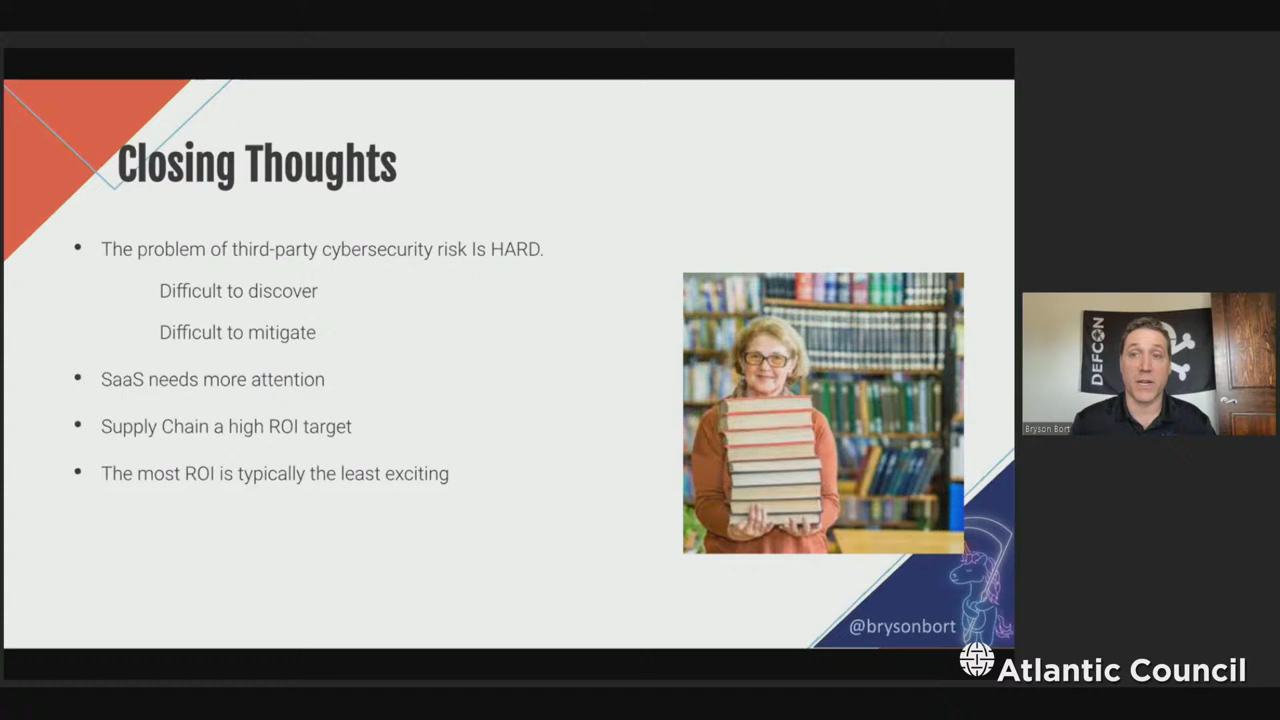 Closing Thoughts
• The problem of third-party cybersecurity risk Is HARD.
Difficult to discover
Difficult to mitigate
• SaaS needs more attention
• Supply Chain a high ROI target
• The most ROI is typically the least exciting
@brysonbort
DEFCON
Bryson Bort
Atlantic Council